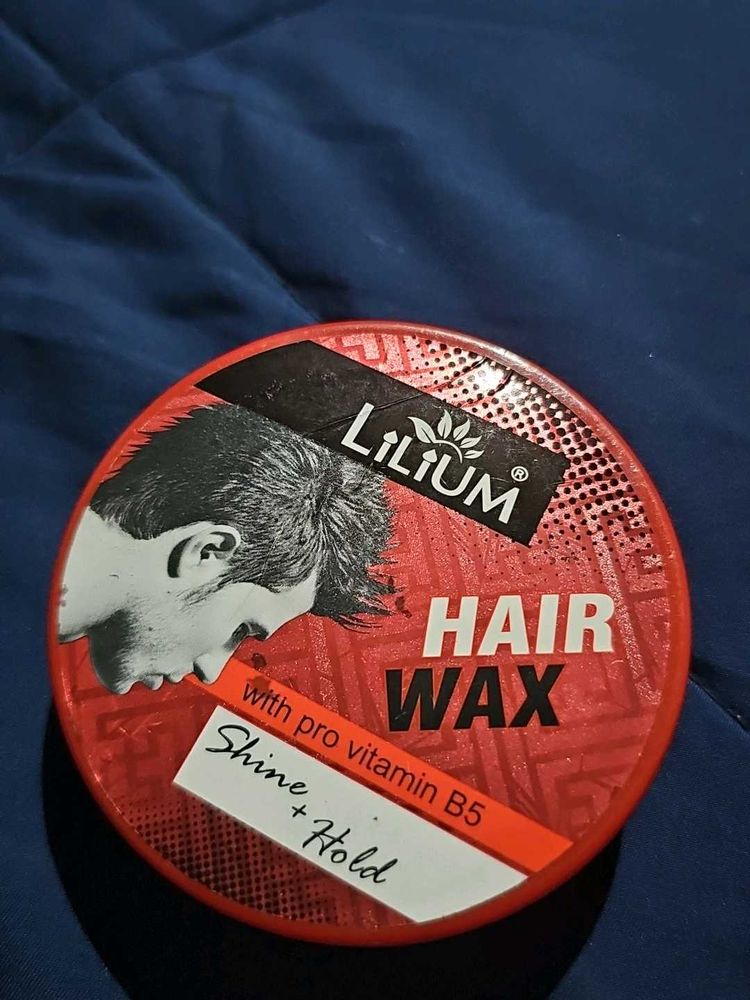 LiLiUM®
HAIR
WAX
with pro vitamin B5
Shine
+
Hold